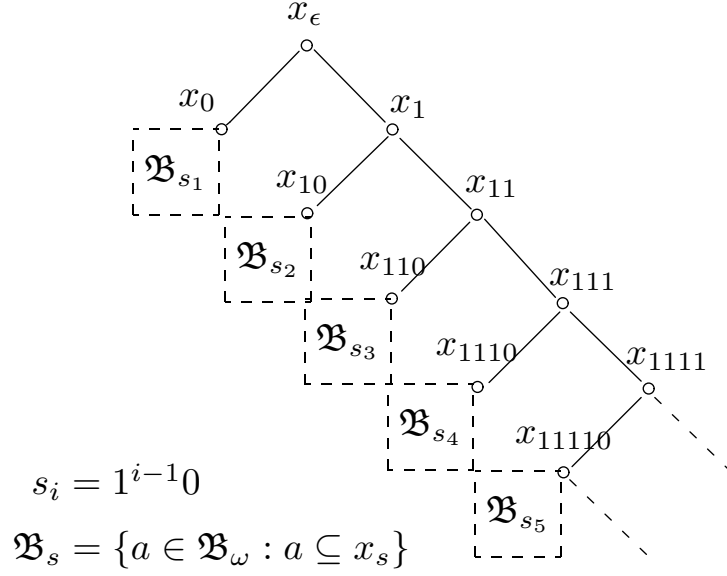 x_ϵ
x_0 x_1
𝔅_{s_1} x_{10} x_{11}
𝔅_{s_2} x_{110} x_{111}
𝔅_{s_3} x_{1110} x_{1111}
𝔅_{s_4} x_{11110}
s_i = 1^{i−1}0 𝔅_{s_5}
𝔅_s = {a ∈ 𝔅_ω : a ⊆ x_s}